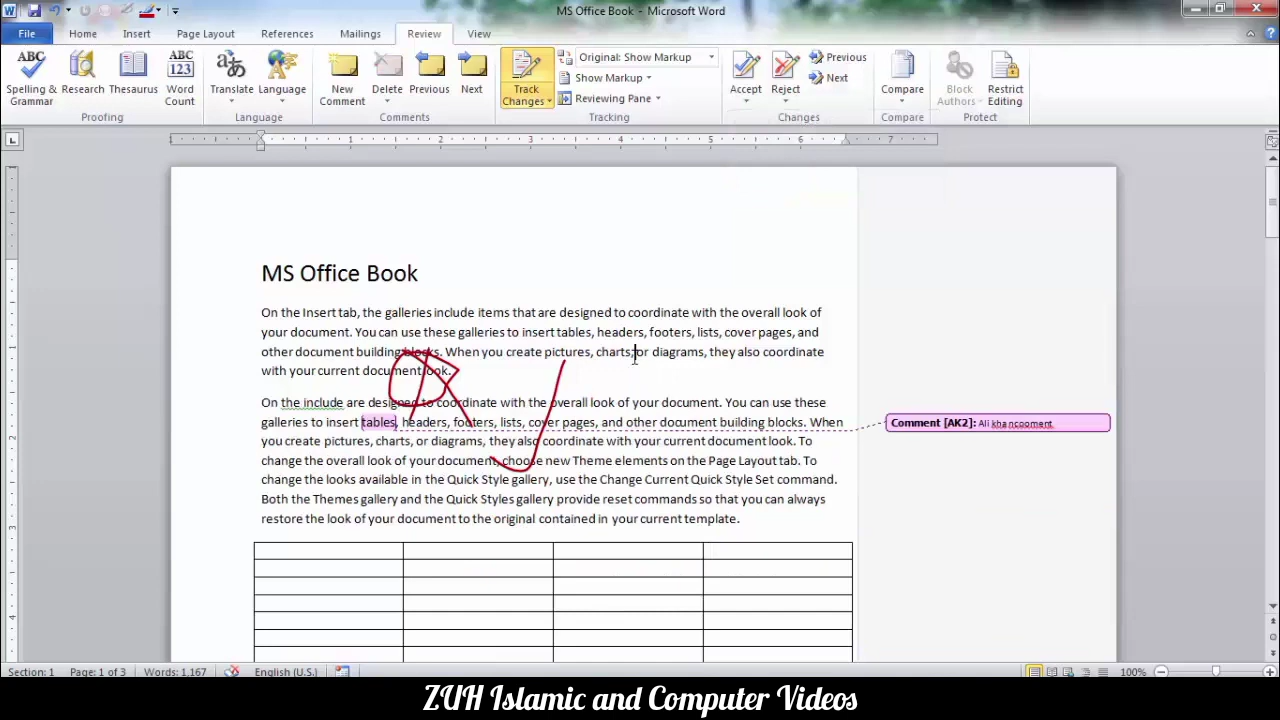 MS Office Book - Microsoft Word
File Home Insert Page Layout References Mailings Review View
ABC
Spelling & Grammar
Research
Thesaurus
ABC 123
Word Count
Translate
Language
New Comment
Delete
Previous
Next
Track Changes
Original: Show Markup
Show Markup
Reviewing Pane
Accept
Reject
Previous
Next
Compare
Block Authors
Restrict Editing
Proofing Language Comments Tracking Changes Compare Protect
1 2 3 4 5 6 7
MS Office Book
On the Insert tab, the galleries include items that are designed to coordinate with the overall look of
your document. You can use these galleries to insert tables, headers, footers, lists, cover pages, and
other document building blocks. When you create pictures, charts, or diagrams, they also coordinate
with your current document look.
On the include are designed to coordinate with the overall look of your document. You can use these
galleries to insert tables, headers, footers, lists, cover pages, and other document building blocks. When
you create pictures, charts, or diagrams, they also coordinate with your current document look. To
change the overall look of your document, choose new Theme elements on the Page Layout tab. To
change the looks available in the Quick Style gallery, use the Change Current Quick Style Set command.
Both the Themes gallery and the Quick Styles gallery provide reset commands so that you can always
restore the look of your document to the original contained in your current template.
Comment [AK2]: Ali khancooment
Section: 1 Page: 1 of 3 Words: 1,167 English (U.S.) 100%
ZUH Islamic and Computer Videos